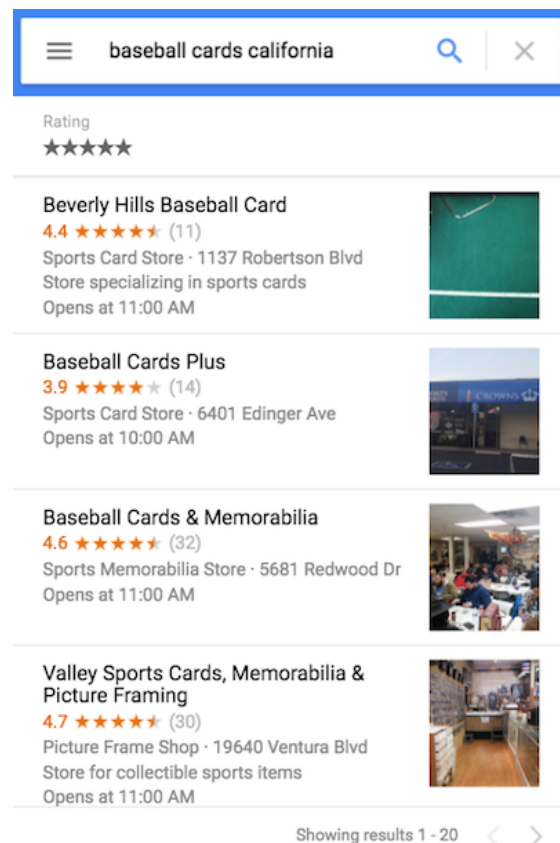 baseball cards california
Rating
Beverly Hills Baseball Card
4.4 (11)
Sports Card Store · 1137 Robertson Blvd
Store specializing in sports cards
Opens at 11:00 AM
Baseball Cards Plus
3.9 (14)
Sports Card Store · 6401 Edinger Ave
Opens at 10:00 AM
CROWNS
Baseball Cards & Memorabilia
4.6 (32)
Sports Memorabilia Store · 5681 Redwood Dr
Opens at 11:00 AM
Valley Sports Cards, Memorabilia &
Picture Framing
4.7 (30)
Picture Frame Shop · 19640 Ventura Blvd
Store for collectible sports items
Opens at 11:00 AM
Showing results 1 - 20